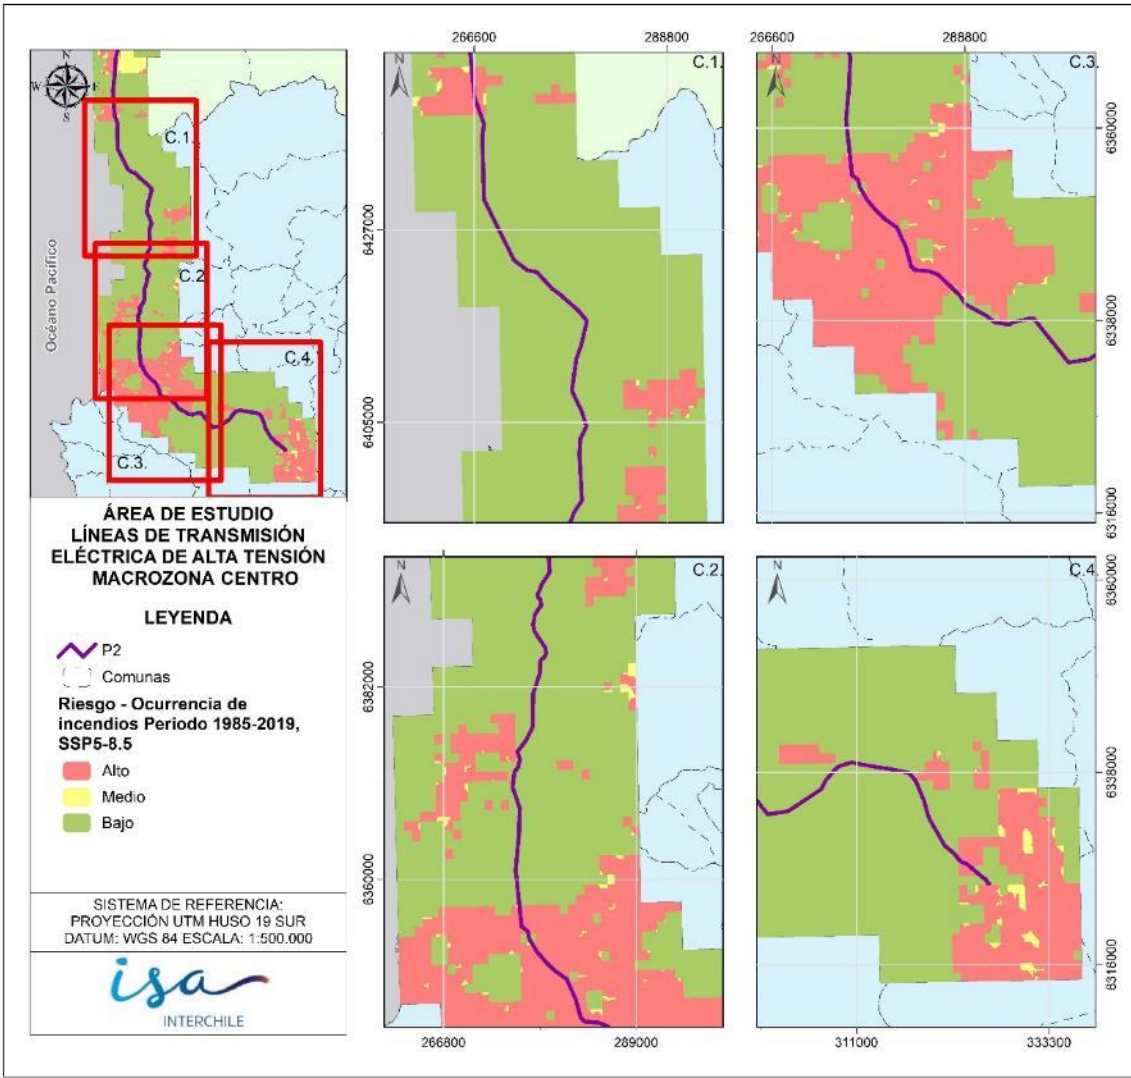 N
W
E
S
C.1.
C.2
C.3.
C.4.
Océano Pacífico
ÁREA DE ESTUDIO
LÍNEAS DE TRANSMISIÓN
ELÉCTRICA DE ALTA TENSIÓN
MACROZONA CENTRO
LEYENDA
P2
Comunas
Riesgo - Ocurrencia de
incendios Periodo 1985-2019,
SSP5-8.5
Alto
Medio
Bajo
SISTEMA DE REFERENCIA:
PROYECCIÓN UTM HUSO 19 SUR
DATUM: WGS 84 ESCALA: 1:500.000
isa
INTERCHILE
266600
288800
N
C.1.
6427000
6405000
266600
288800
N
C.3.
6360000
6338000
6316000
N
C.2.
6382000
6360000
266800
289000
N
C.4.
6360000
6338000
6316000
311000
333300